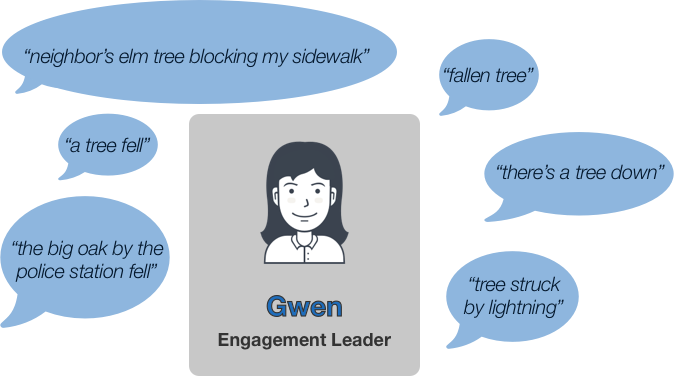 “neighbor’s elm tree blocking my sidewalk”
“fallen tree”
“a tree fell”
“there’s a tree down”
“the big oak by the
police station fell”
“tree struck
by lightning”
Gwen
Engagement Leader